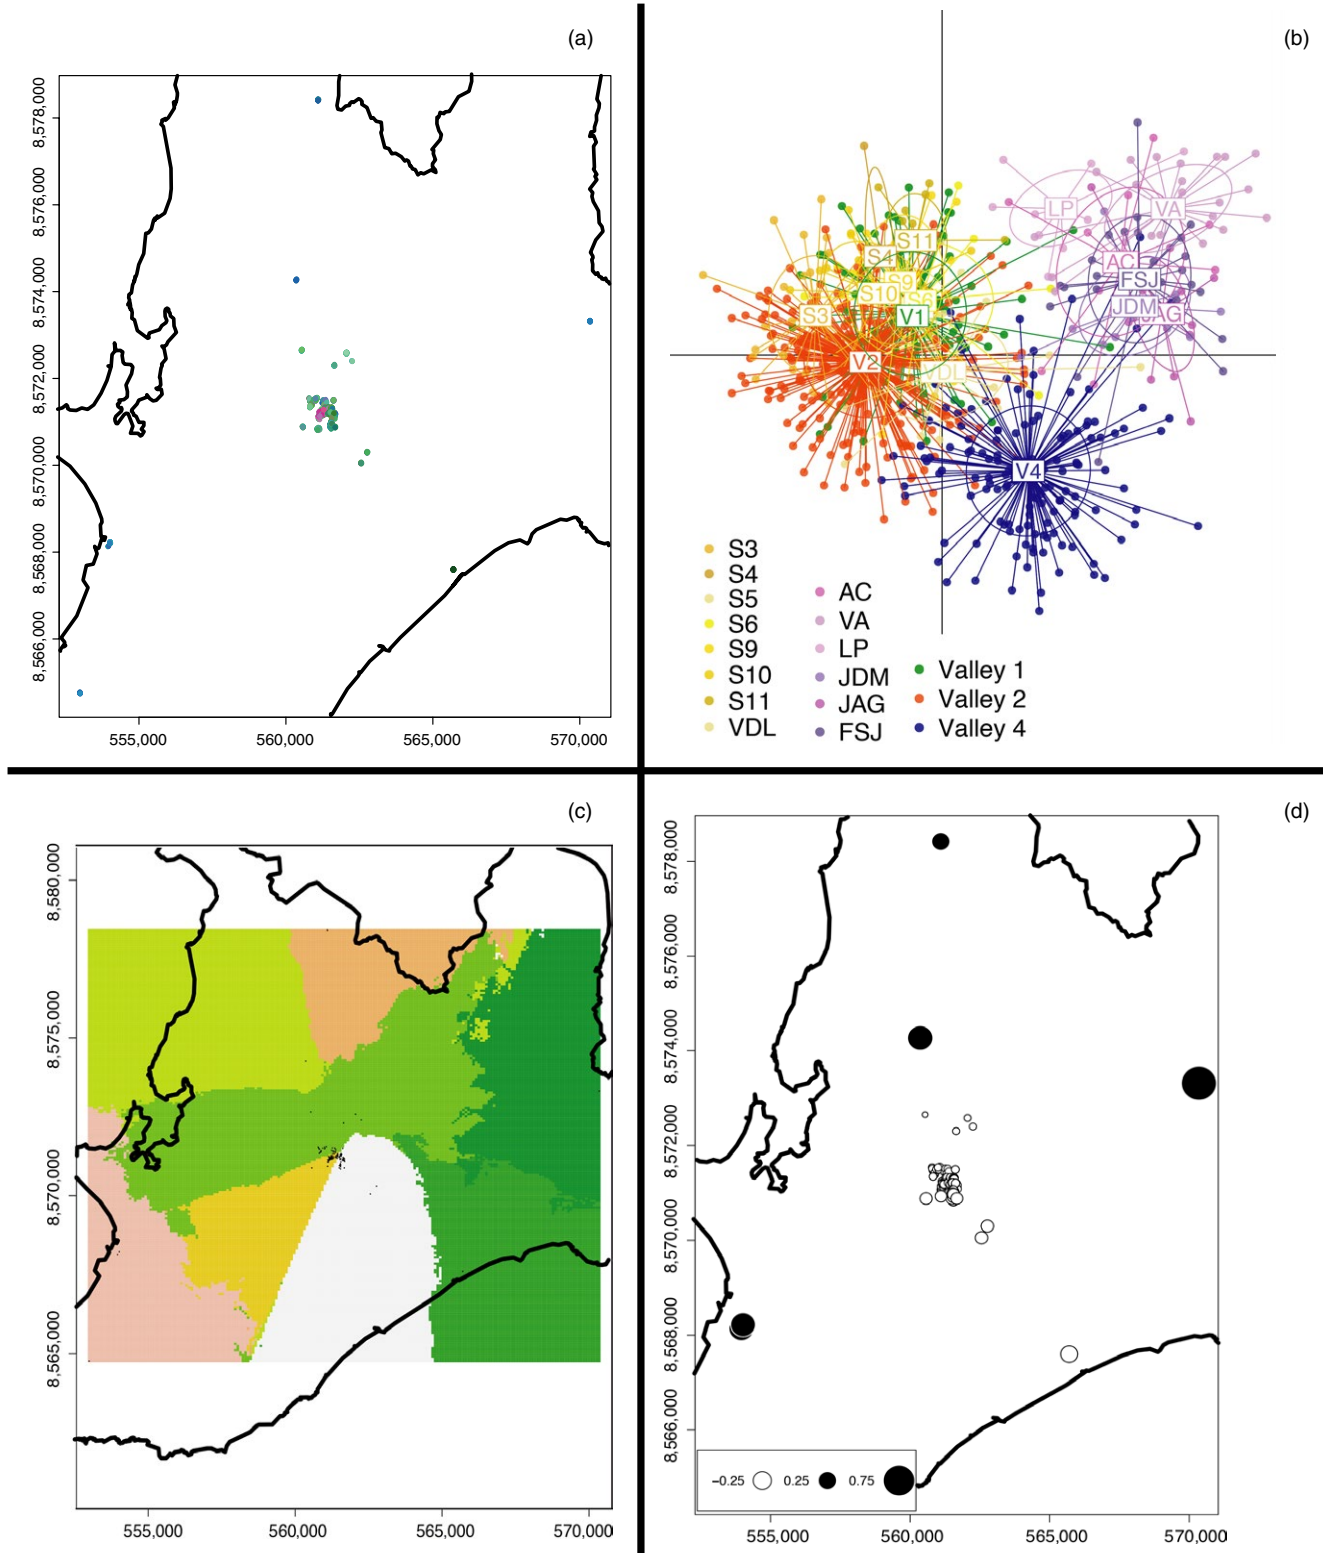 (a)
8,578,000
8,576,000
8,574,000
8,572,000
8,570,000
8,568,000
8,566,000
555,000 560,000 565,000 570,000
(b)
LP
VA
S11
S4
AC
S9
FSJ
S10
S6
JDM
JAG
S3
V1
V2
VDL
V4
S3
S4
S5
S6
S9
S10
S11
VDL
AC
VA
LP
JDM
JAG
FSJ
Valley 1
Valley 2
Valley 4
(c)
8,580,000
8,575,000
8,570,000
8,565,000
555,000 560,000 565,000 570,000
(d)
8,578,000
8,576,000
8,574,000
8,572,000
8,570,000
8,568,000
8,566,000
−0.25 0.25 0.75
555,000 560,000 565,000 570,000